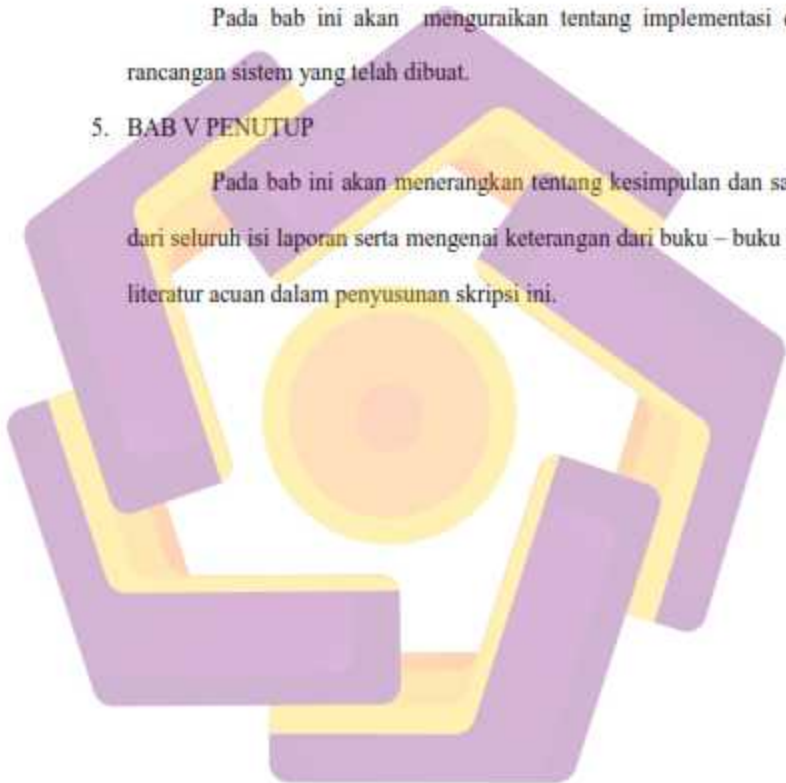 Pada bab ini akan menguraikan tentang implementasi
rancangan sistem yang telah dibuat.
5. BAB V PENUTUP
Pada bab ini akan menerangkan tentang kesimpulan dan
dari seluruh isi laporan serta mengenai keterangan dari buku – buku
literatur acuan dalam penyusunan skripsi ini.